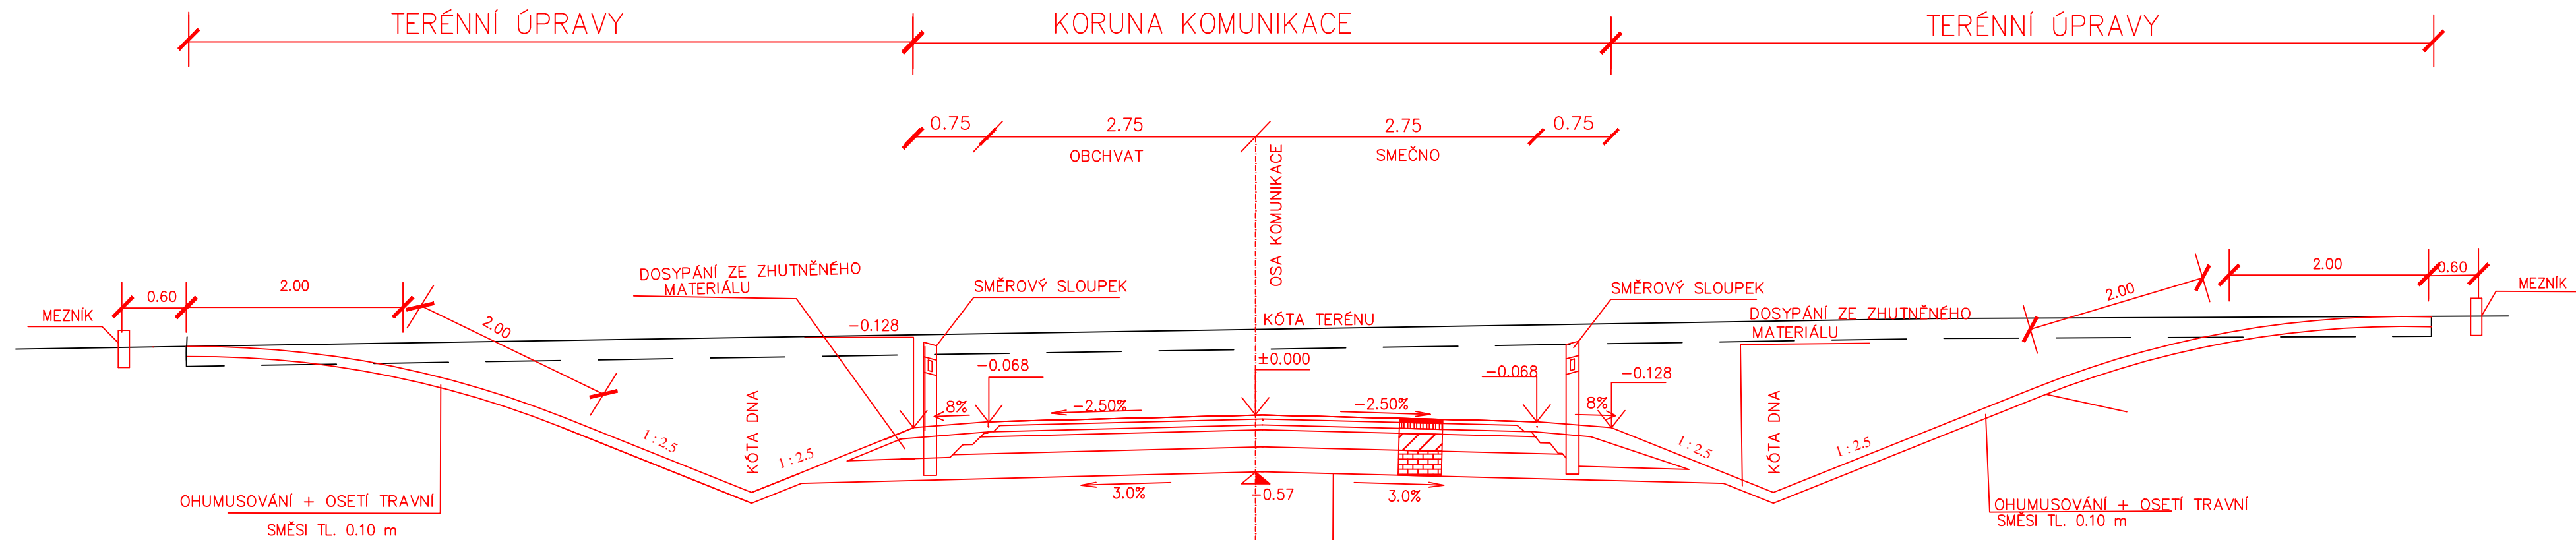 TERÉNNÍ ÚPRAVY
KORUNA KOMUNIKACE
TERÉNNÍ ÚPRAVY
0.75
2.75
2.75
0.75
OBCHVAT
SMEČNO
OSA KOMUNIKACE
MEZNÍK
0.60
2.00
2.00
DOSYPÁNÍ ZE ZHUTNĚNÉHO
MATERIÁLU
SMĚROVÝ SLOUPEK
-0.128
KÓTA TERÉNU
SMĚROVÝ SLOUPEK
DOSYPÁNÍ ZE ZHUTNĚNÉHO
MATERIÁLU
2.00
2.00
0.60
MEZNÍK
-0.068
±0.000
-0.068
-0.128
8%
-2.50%
-2.50%
8%
KÓTA DNA
KÓTA DNA
1 : 2.5
1 : 2.5
1 : 2.5
1 : 2.5
3.0%
-0.57
3.0%
OHUMUSOVÁNÍ + OSETÍ TRAVNÍ
SMĚSI TL. 0.10 m
OHUMUSOVÁNÍ + OSETÍ TRAVNÍ
SMĚSI TL. 0.10 m